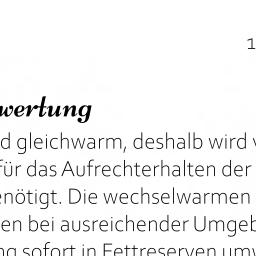 1
wertung
d gleichwarm, deshalb wird v
für das Aufrechterhalten der
enötigt. Die wechselwarmen
en bei ausreichender Umgeb
ng sofort in Fettreserven umw